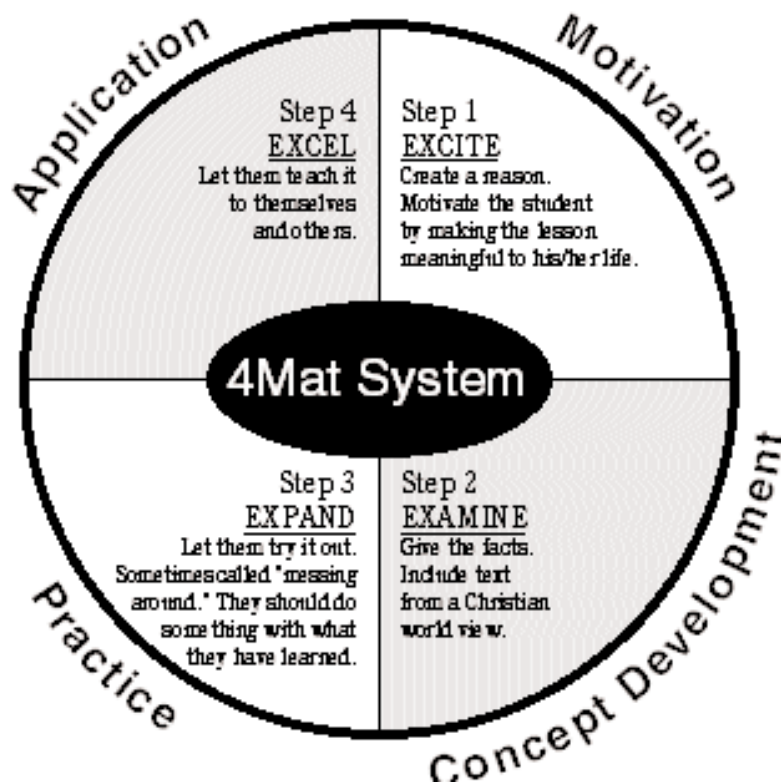 Motivation
Step 1
EXCITE
Create a reason.
Motivate the student
by making the lesson
meaningful to his/her life.
Concept Development
Step 2
EXAMINE
Give the facts.
Include text
from a Christian
world view.
Practice
Step 3
EXPAND
Let them try it out.
Sometimes called "messing
around." They should do
something with what
they have learned.
Application
Step 4
EXCEL
Let them teach it
to themselves
and others.
4Mat System